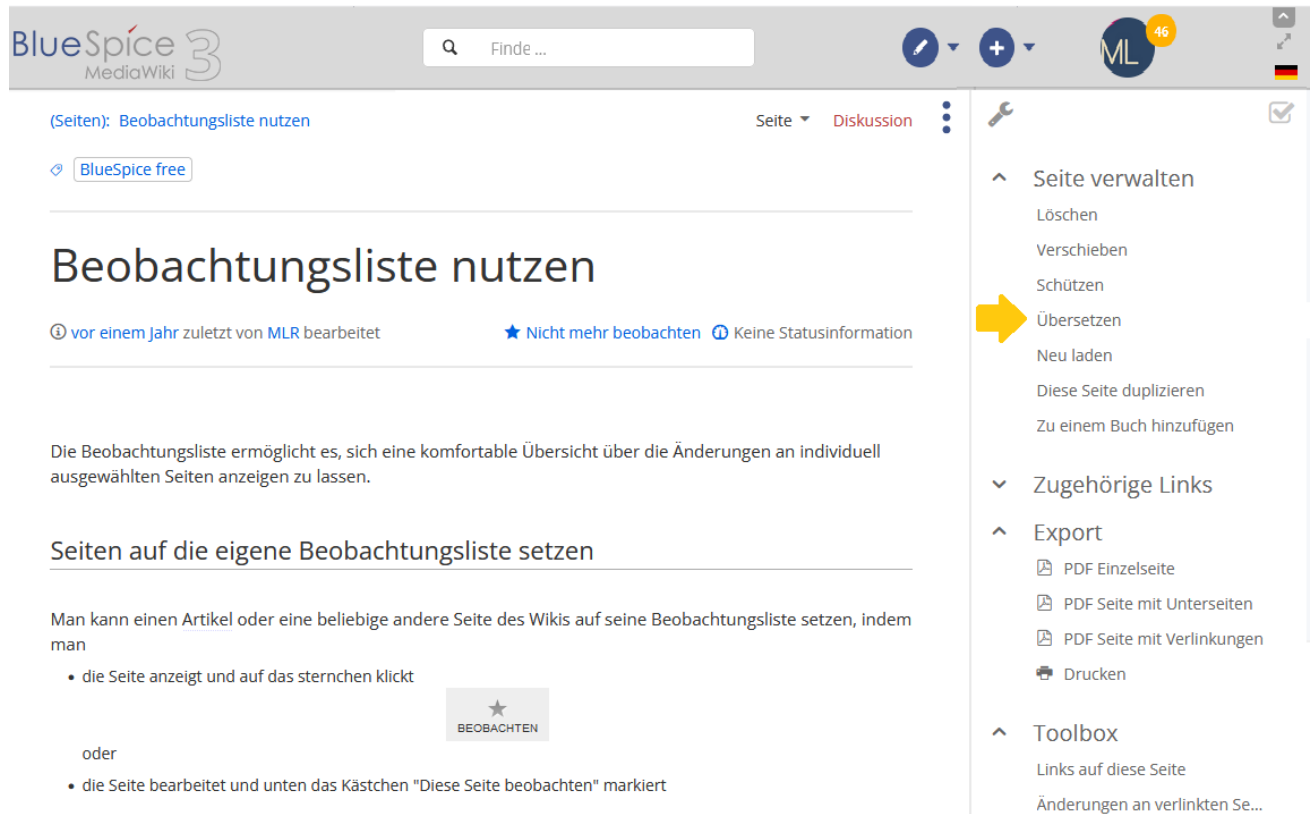 BlueSpice 3
MediaWiki
Finde ...
ML
46
(Seiten): Beobachtungsliste nutzen
Seite
Diskussion
BlueSpice free
Beobachtungsliste nutzen
vor einem Jahr zuletzt von MLR bearbeitet
Nicht mehr beobachten
Keine Statusinformation
Die Beobachtungsliste ermöglicht es, sich eine komfortable Übersicht über die Änderungen an individuell
ausgewählten Seiten anzeigen zu lassen.
Seiten auf die eigene Beobachtungsliste setzen
Man kann einen Artikel oder eine beliebige andere Seite des Wikis auf seine Beobachtungsliste setzen, indem
man
• die Seite anzeigt und auf das sternchen klickt
BEOBACHTEN
oder
• die Seite bearbeitet und unten das Kästchen "Diese Seite beobachten" markiert
Seite verwalten
Löschen
Verschieben
Schützen
Übersetzen
Neu laden
Diese Seite duplizieren
Zu einem Buch hinzufügen
Zugehörige Links
Export
PDF Einzelseite
PDF Seite mit Unterseiten
PDF Seite mit Verlinkungen
Drucken
Toolbox
Links auf diese Seite
Änderungen an verlinkten Se...